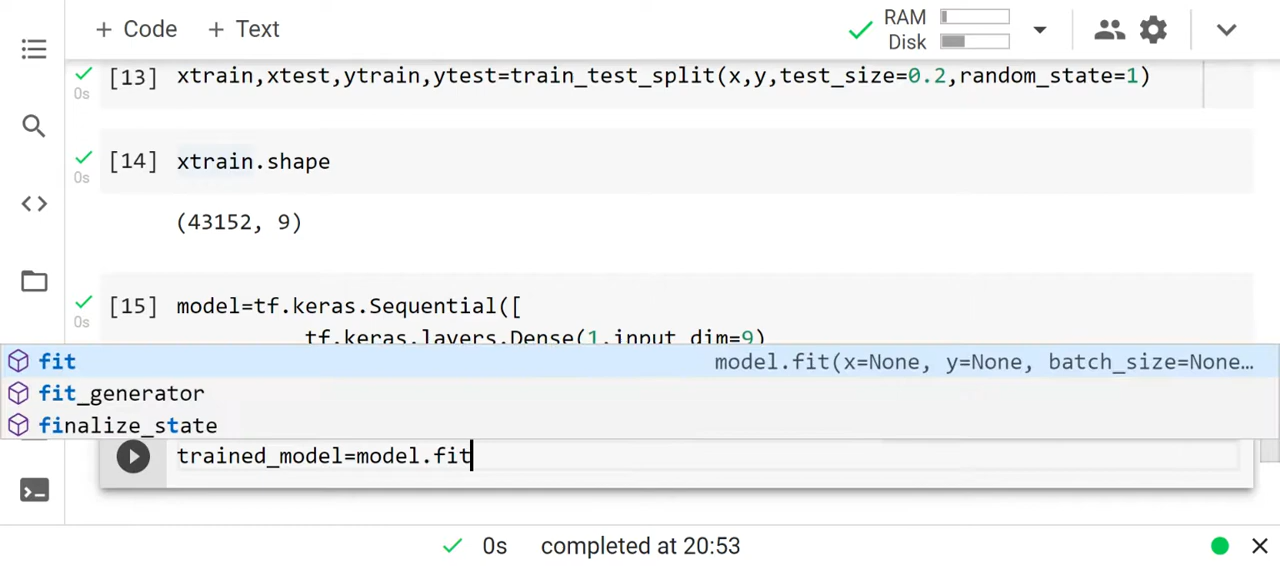 + Code + Text
RAM
Disk
[13] xtrain,xtest,ytrain,ytest=train_test_split(x,y,test_size=0.2,random_state=1)
0s
[14] xtrain.shape
0s
(43152, 9)
[15] model=tf.keras.Sequential([
0s
tf.keras.layers.Dense(1,input_dim=9)
fit model.fit(x=None, y=None, batch_size=None…
fit_generator
finalize_state
trained_model=model.fit
0s completed at 20:53